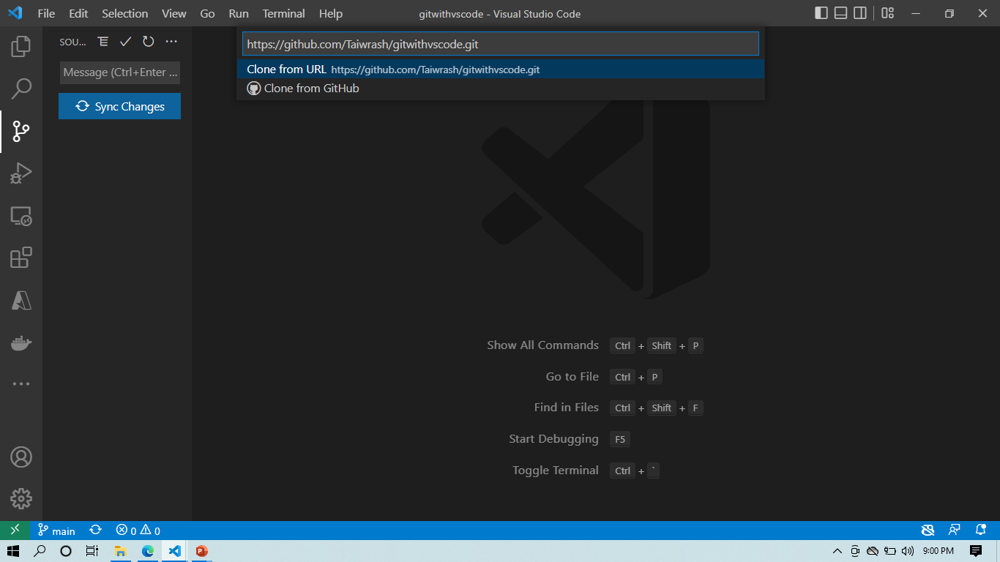 File Edit Selection View Go Run Terminal Help
gitwithvscode - Visual Studio Code
SOU...
Message (Ctrl+Enter ...
Sync Changes
https://github.com/Taiwrash/gitwithvscode.git
Clone from URL https://github.com/Taiwrash/gitwithvscode.git
Clone from GitHub
Show All Commands Ctrl + Shift + P
Go to File Ctrl + P
Find in Files Ctrl + Shift + F
Start Debugging F5
Toggle Terminal Ctrl + `
main 0 0
9:00 PM